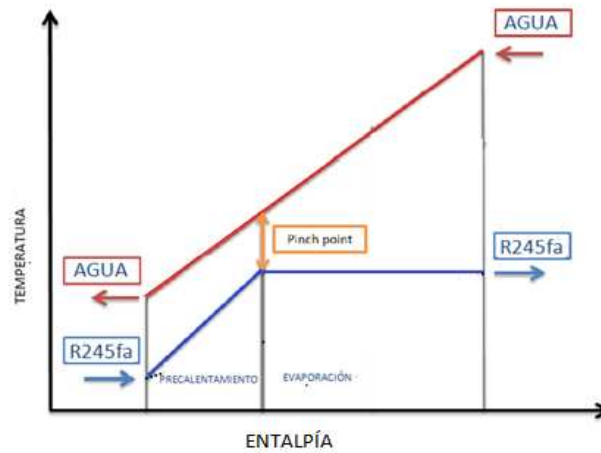 AGUA
TEMPERATURA
Pinch point
R245fa
AGUA
R245fa
PRECALENTAMIENTO
EVAPORACIÓN
ENTALPÍA